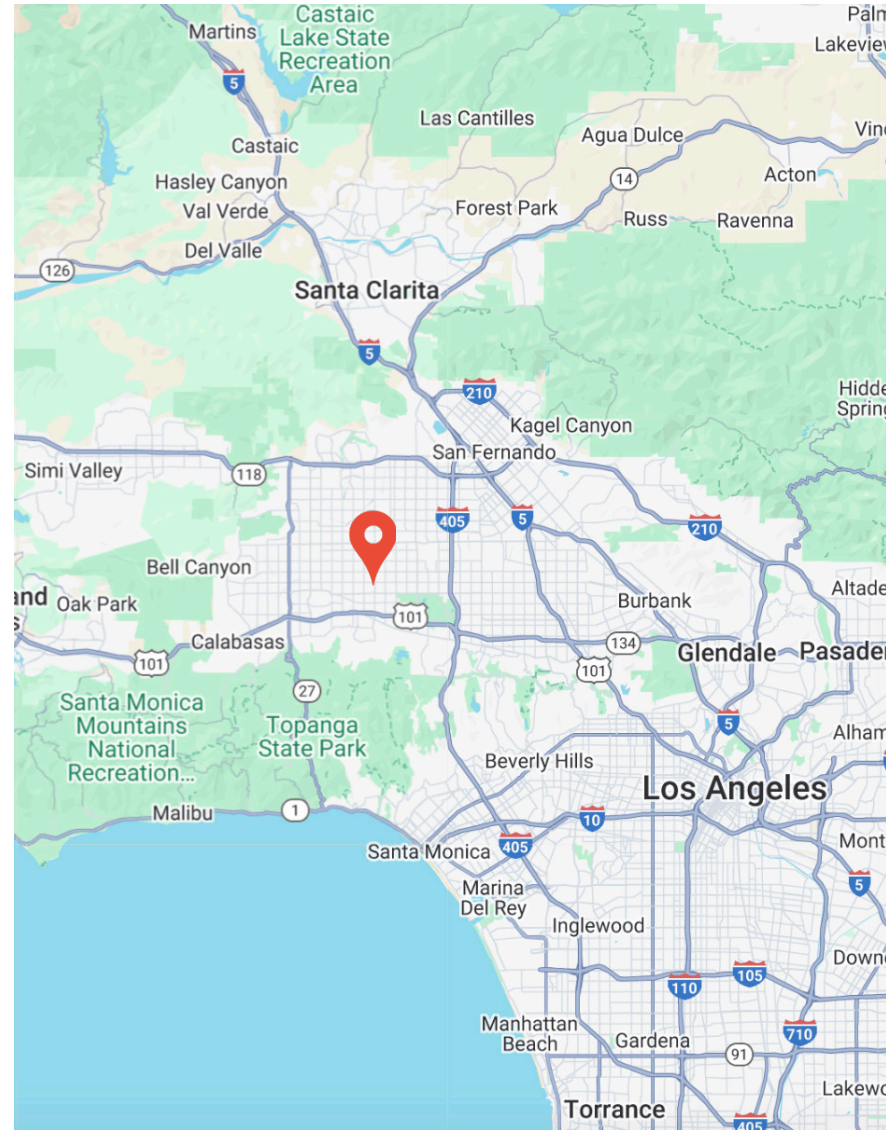 Castaic
Lake State
Recreation
Area
Martins
Palm
Lakeview
5
Las Cantilles
Agua Dulce
Vinc
Castaic
Acton
14
Hasley Canyon
Val Verde
Forest Park
Russ
Ravenna
Del Valle
126
Santa Clarita
5
210
Hidde
Spring
Kagel Canyon
San Fernando
Simi Valley
118
405
5
210
Bell Canyon
and
s
Oak Park
Burbank
Altade
101
Calabasas
134
101
101
Glendale
Pasader
27
Santa Monica
Mountains
National
Recreation...
Topanga
State Park
5
Alham
Beverly Hills
Los Angeles
Malibu
1
10
Santa Monica
405
Mont
5
Marina
Del Rey
Inglewood
Downe
110
105
Manhattan
Beach
Gardena
710
91
Lakewo
Torrance
405